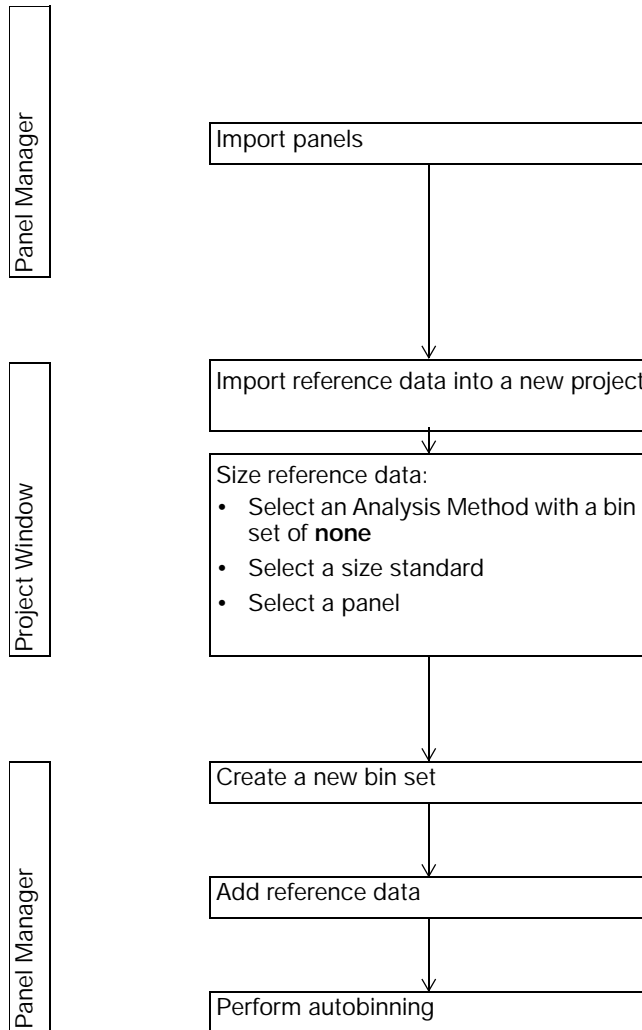 Panel Manager
Import panels
Project Window
Import reference data into a new project
Size reference data:
• Select an Analysis Method with a bin
set of none
• Select a size standard
• Select a panel
Panel Manager
Create a new bin set
Add reference data
Perform autobinning